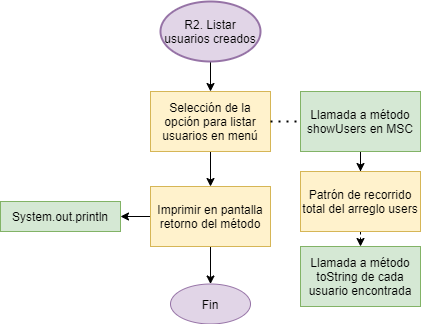 R2. Listar
usuarios creados
Selección de la
opción para listar
usuarios en menú
Llamada a método
showUsers en MSC
Patrón de recorrido
total del arreglo users
Imprimir en pantalla
retorno del método
System.out.println
Llamada a método
toString de cada
usuario encontrada
Fin